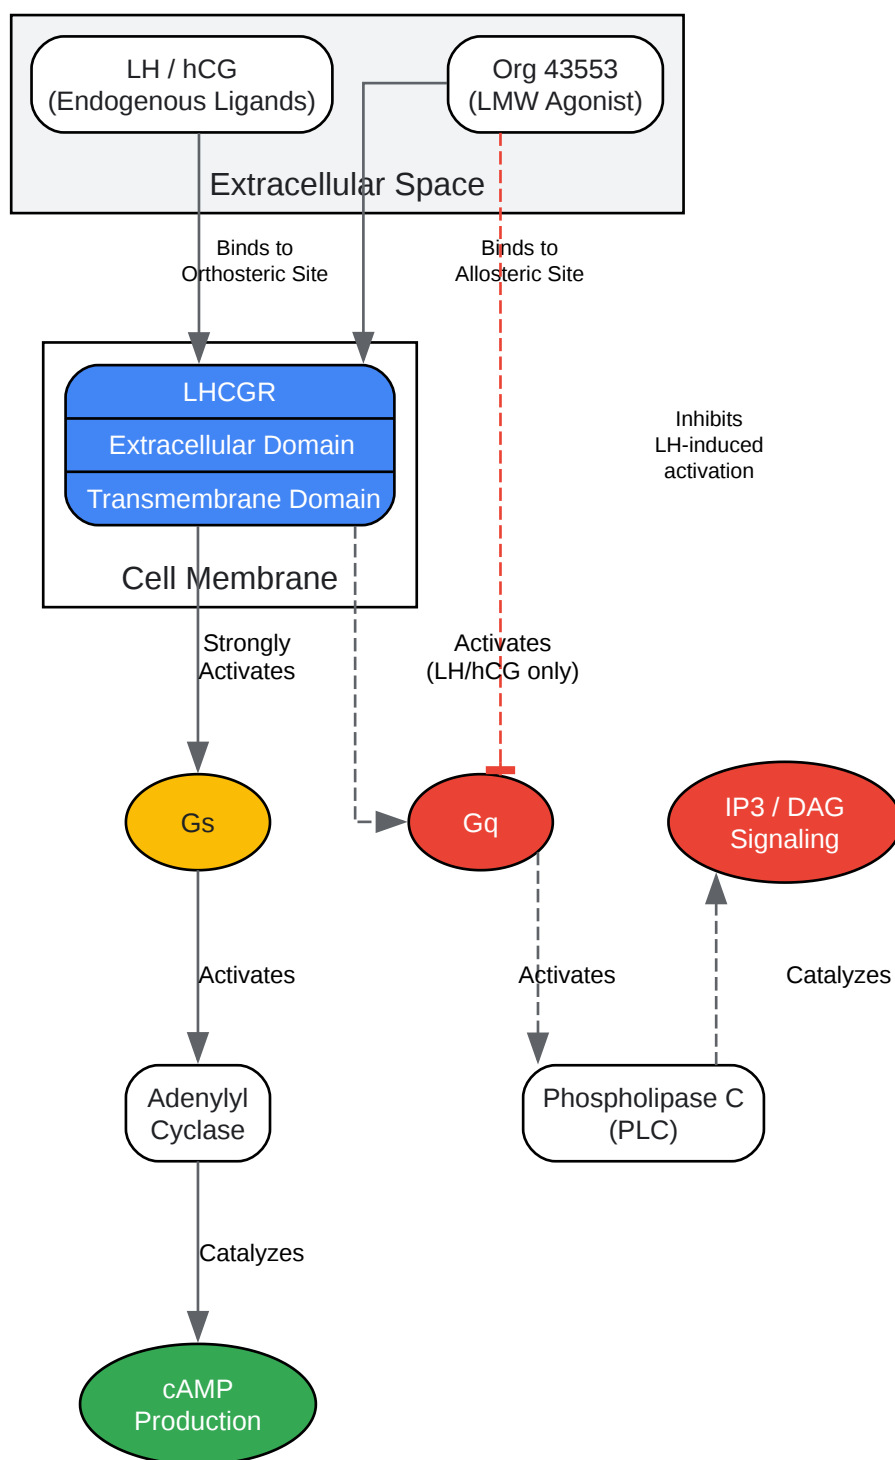 LH / hCG
(Endogenous Ligands)
Org 43553
(LMW Agonist)
Extracellular Space
Binds to
Orthosteric Site
Binds to
Allosteric Site
LHCGR
Extracellular Domain
Transmembrane Domain
Cell Membrane
Inhibits
LH-induced
activation
Strongly
Activates
Activates
(LH/hCG only)
Gs
Gq
IP3 / DAG
Signaling
Activates
Activates
Catalyzes
Adenylyl
Cyclase
Phospholipase C
(PLC)
Catalyzes
cAMP
Production